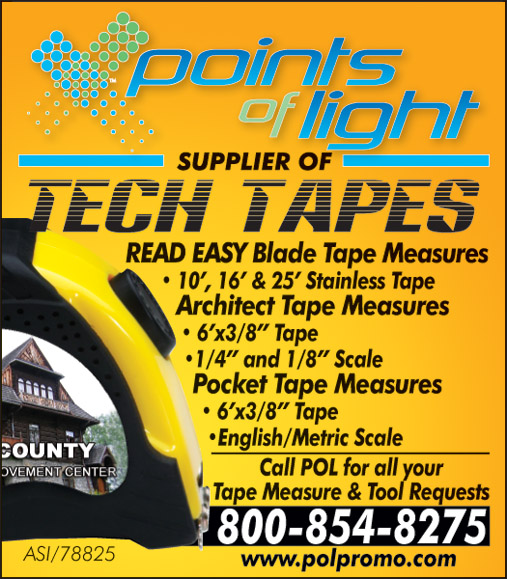 points
of light
™
SUPPLIER OF
TECH TAPES
READ EASY Blade Tape Measures
• 10′, 16′ & 25′ Stainless Tape
Architect Tape Measures
• 6′x3/8″ Tape
•1/4″ and 1/8″ Scale
Pocket Tape Measures
• 6′x3/8″ Tape
•English/Metric Scale
COUNTY
OVEMENT CENTER
Call POL for all your
Tape Measure & Tool Requests
800-854-8275
ASI/78825
www.polpromo.com